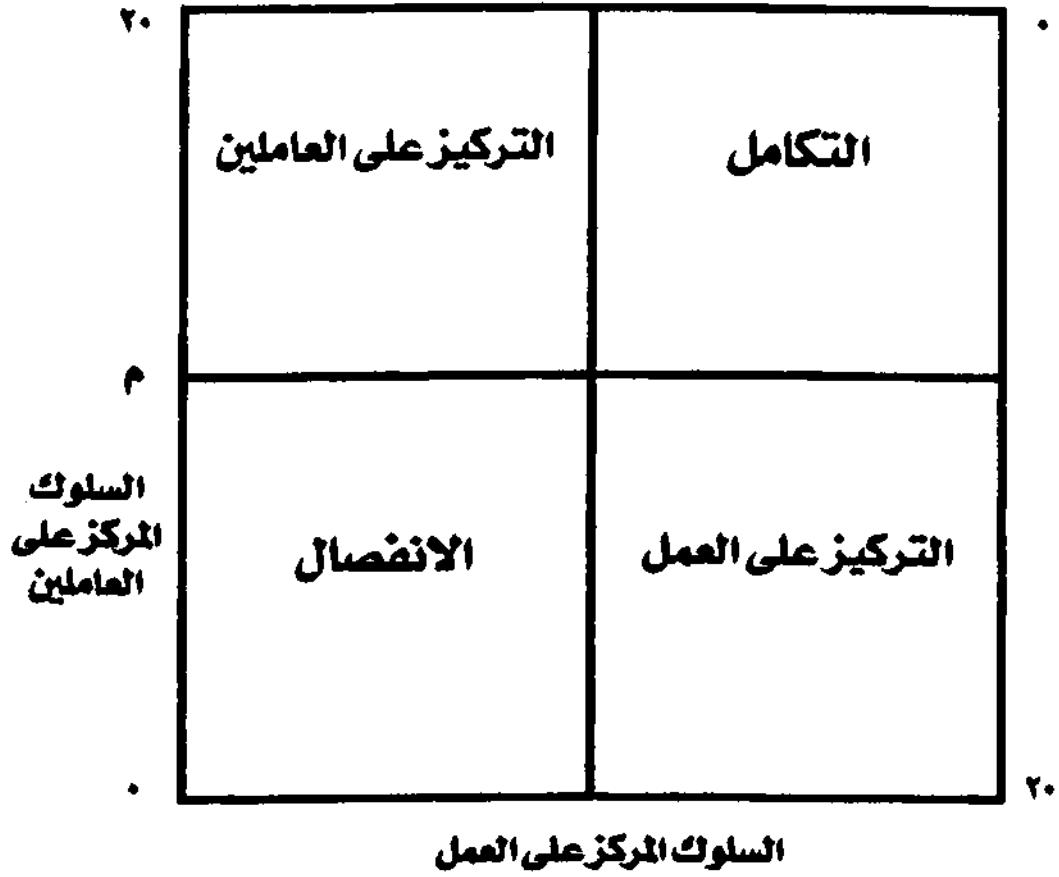 ٢٠
٠
التكامل
التركيز على العاملين
م
السلوك
المركز على
العاملين
التركيز على العمل
الانفصال
٠
٢٠
السلوك المركز على العمل